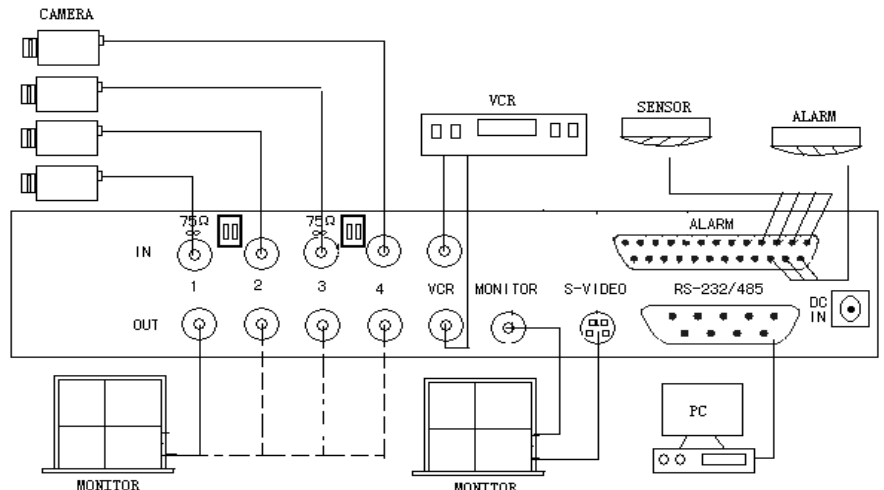 CAMERA
VCR
SENSOR
ALARM
75Ω
75Ω
ALARM
IN
1
2
3
4
VCR
MONITOR
S-VIDEO
RS-232/485
DC
IN
OUT
PC
MONITOR
MONITOR